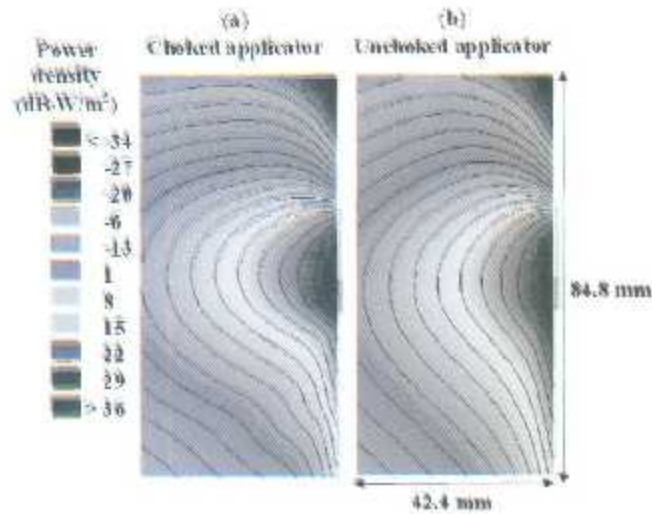 (a)
Choked applicator
(b)
Unchoked applicator
Power
density
(dB-W/m²)
< -34
-27
-20
-6
-13
1
8
15
22
29
> 36
84.8 mm
42.4 mm